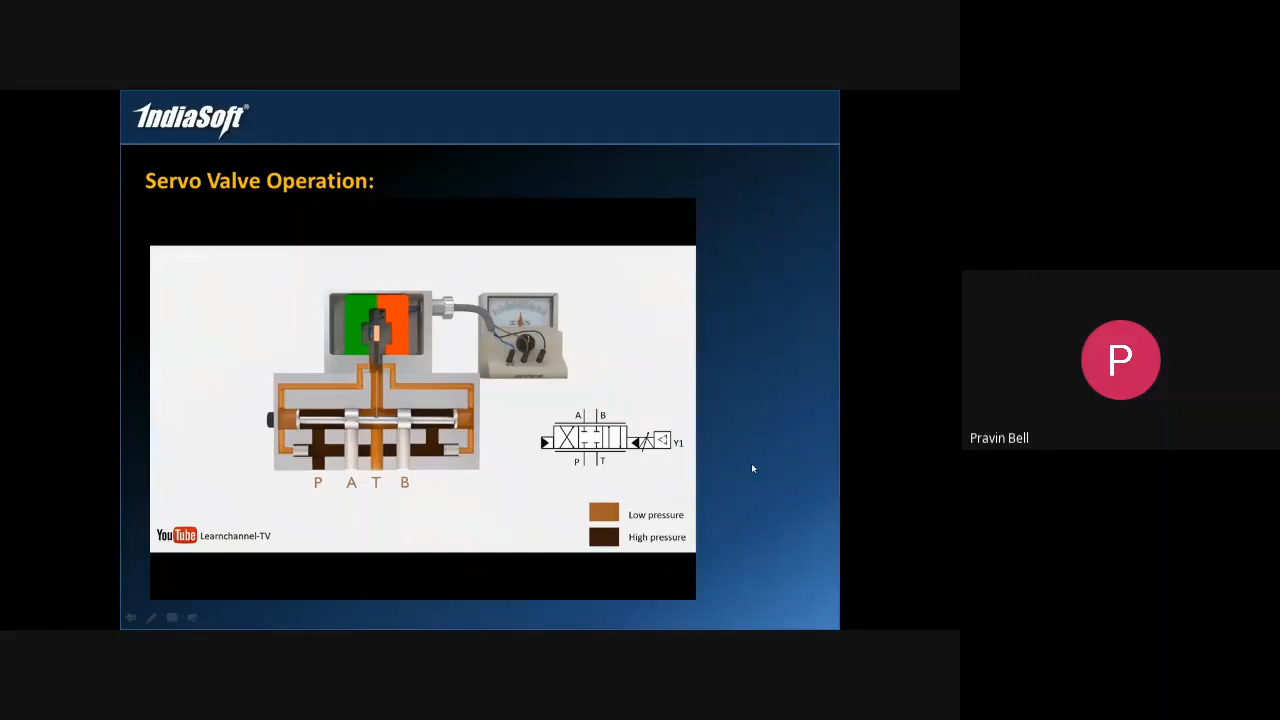 IndiaSoft®
Servo Valve Operation:
A B
P T
Y1
P A T B
Low pressure
High pressure
YouTube Learnchannel-TV
P
Pravin Bell